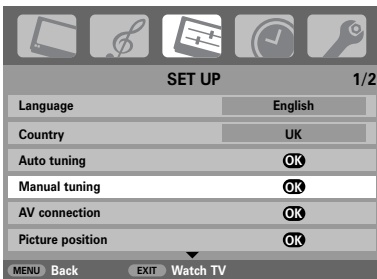 SET UP 1/2
Language English
Country UK
Auto tuning OK
Manual tuning OK
AV connection OK
Picture position OK
MENU Back EXIT Watch TV